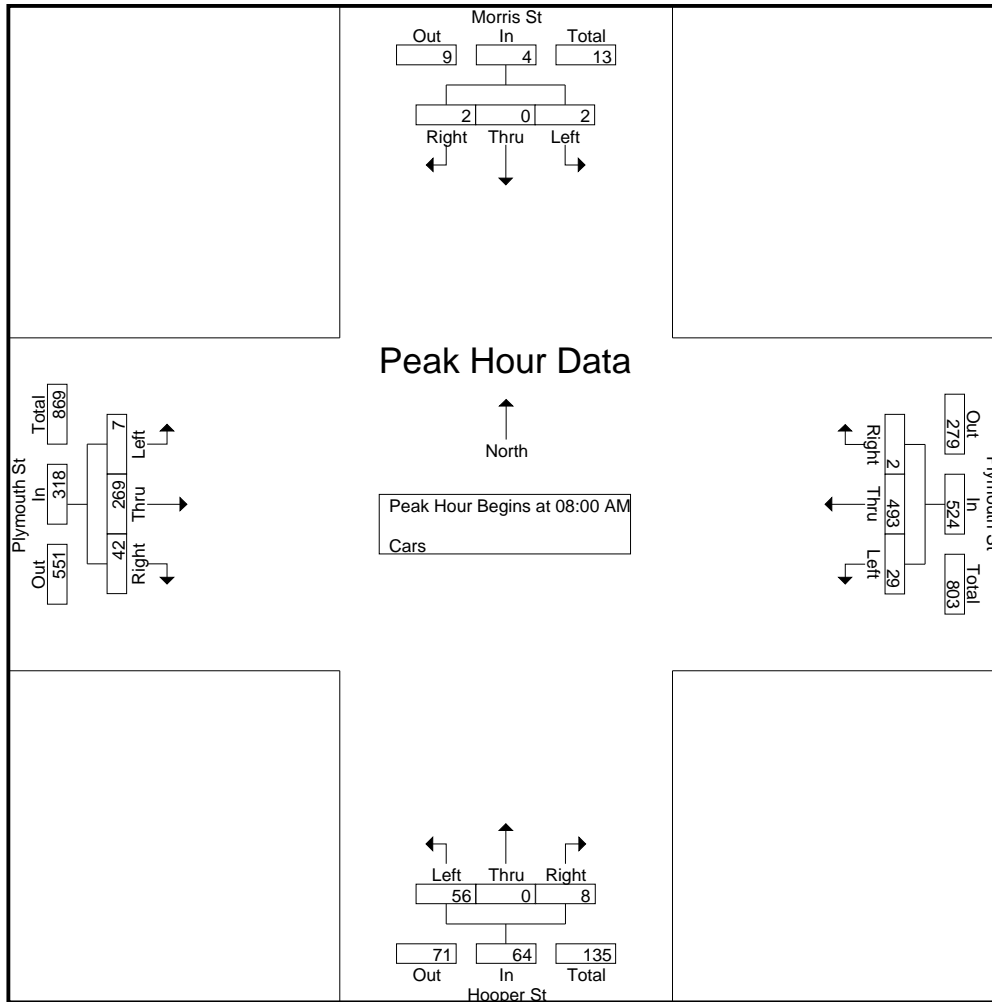 Morris St
Out In Total
9 4 13
2 0 2
Right Thru Left
Peak Hour Data
North
Peak Hour Begins at 08:00 AM
Cars
Plymouth St
Out In Total
551 318 869
Right Thru Left
42 269 7
Plymouth St
Out In Total
279 524 803
Right Thru Left
2 493 29
Left Thru Right
56 0 8
71 64 135
Out In Total
Hooper St